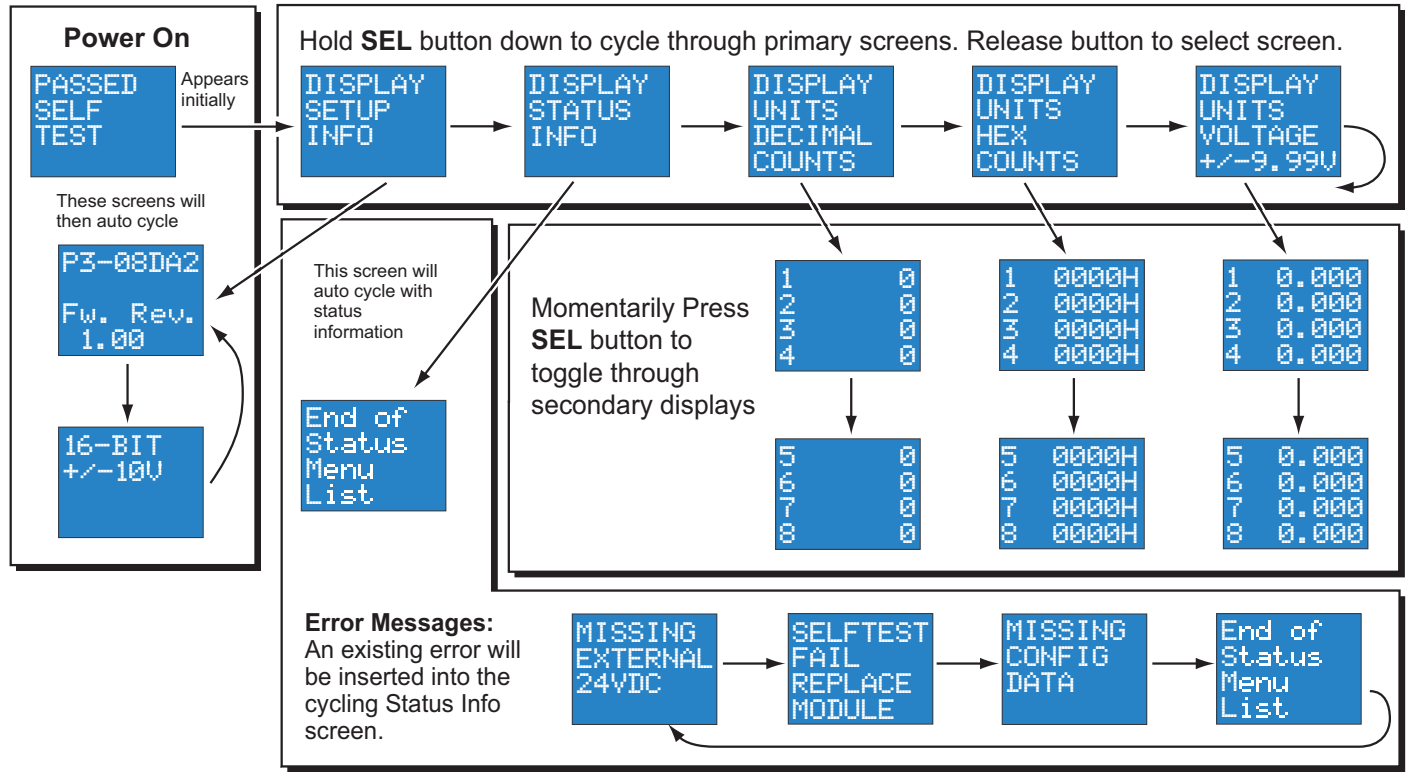 Power On
PASSED
SELF
TEST
Appears
initially
These screens will
then auto cycle
P3-08DA2
Fw. Rev.
1.00
16-BIT
+/-10V
Hold SEL button down to cycle through primary screens. Release button to select screen.
DISPLAY
SETUP
INFO
DISPLAY
STATUS
INFO
DISPLAY
UNITS
DECIMAL
COUNTS
DISPLAY
UNITS
HEX
COUNTS
DISPLAY
UNITS
VOLTAGE
+/-9.99V
This screen will
auto cycle with
status
information
End of
Status
Menu
List
Momentarily Press
SEL button to
toggle through
secondary displays
1 0
2 0
3 0
4 0
5 0
6 0
7 0
8 0
1 0000H
2 0000H
3 0000H
4 0000H
5 0000H
6 0000H
7 0000H
8 0000H
1 0.000
2 0.000
3 0.000
4 0.000
5 0.000
6 0.000
7 0.000
8 0.000
Error Messages:
An existing error will
be inserted into the
cycling Status Info
screen.
MISSING
EXTERNAL
24VDC
SELFTEST
FAIL
REPLACE
MODULE
MISSING
CONFIG
DATA
End of
Status
Menu
List